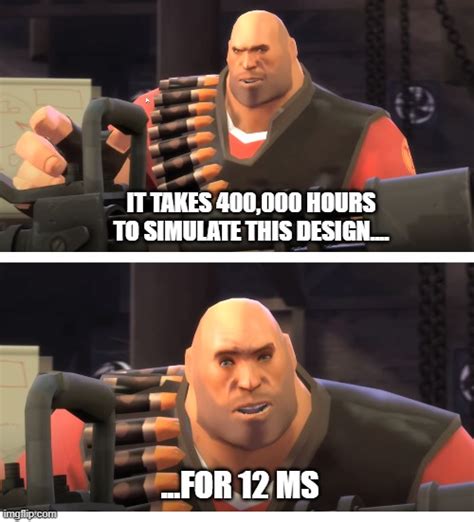 IT TAKES 400,000 HOURS
TO SIMULATE THIS DESIGN....
...FOR 12 MS
imgflip.com